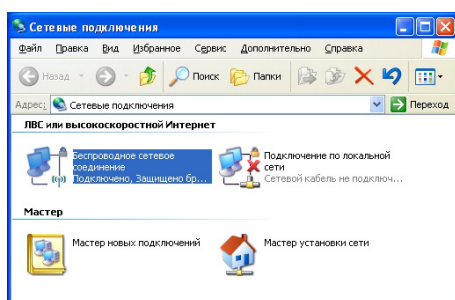 Сетевые подключения
Файл Правка Вид Избранное Сервис Дополнительно Справка
Назад Поиск Папки
Адрес: Сетевые подключения Переход
ЛВС или высокоскоростной Интернет
Беспроводное сетевое
соединение
Подключено, Защищено бр...
Подключение по локальной
сети
Сетевой кабель не подключ...
Мастер
Мастер новых подключений
Мастер установки сети